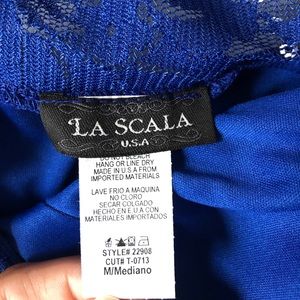 LA SCALA
U.S.A
DO NOT BLEACH
HANG OR LINE DRY
MADE IN U.S.A FROM
IMPORTED MATERIALS
LAVE FRIO A MAQUINA
NO CLORO
SECAR COLGADO
HECHO EN E.U.A CON
MATERIALES IMPORTADOS
STYLE# 22908
CUT# T-0713
M/Mediano